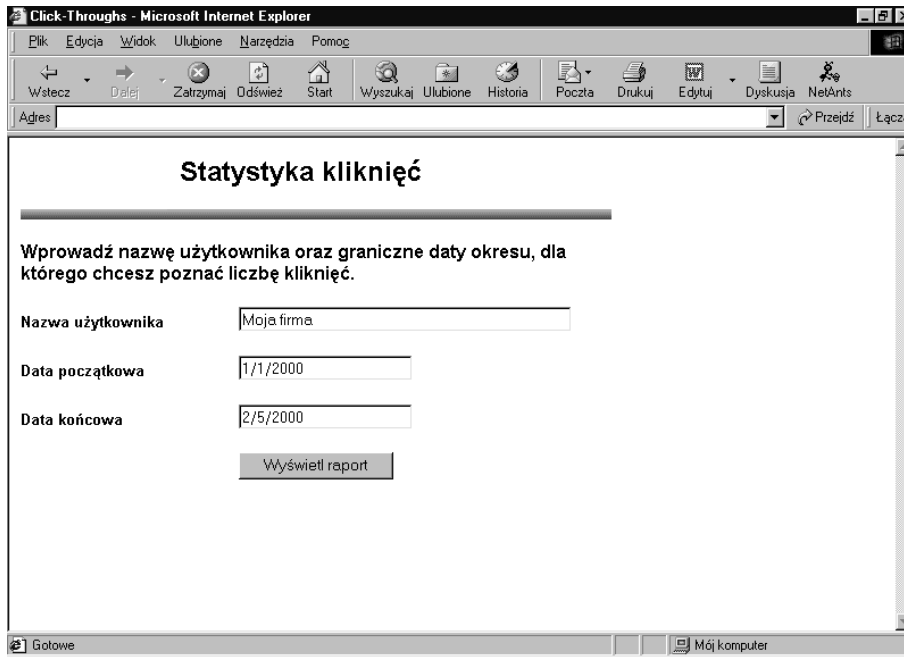 Click-Throughs - Microsoft Internet Explorer
Plik Edycja Widok Ulubione Narzędzia Pomoc
Wstecz Dalej Zatrzymaj Odśwież Start Wyszukaj Ulubione Historia Poczta Drukuj Edytuj Dyskusja NetAnts
Adres Przejdź Łącza
Statystyka kliknięć
Wprowadź nazwę użytkownika oraz graniczne daty okresu, dla
którego chcesz poznać liczbę kliknięć.
Nazwa użytkownika Moja firma
Data początkowa 1/1/2000
Data końcowa 2/5/2000
Wyświetl raport
Gotowe Mój komputer